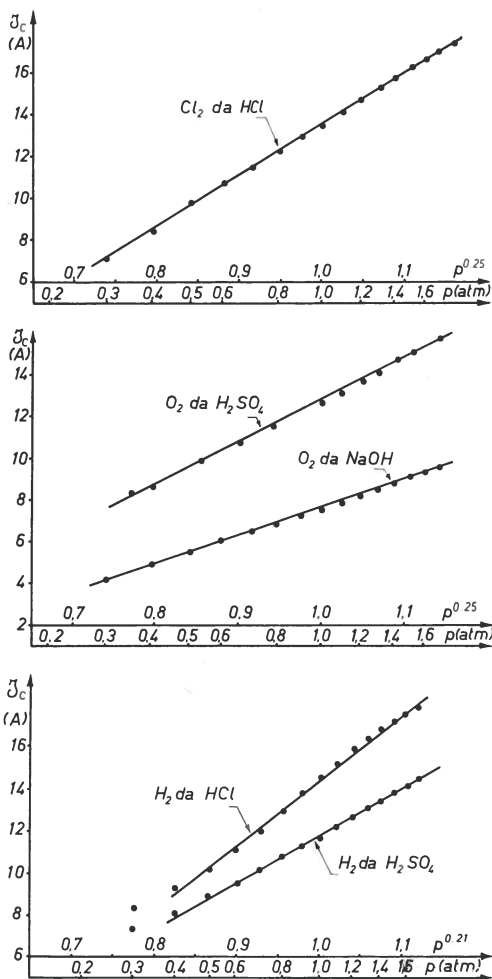 ℑc
(A)
16
14
12
10
8
6
Cl₂ da HCl
0,7 0,8 0,9 1,0 1,1 p^0.25
0,2 0,3 0,4 0,5 0,6 0,8 1,0 1,2 1,4 1,6 p(atm)
ℑc
(A)
14
12
10
8
6
4
2
O₂ da H₂SO₄
O₂ da NaOH
0,7 0,8 0,9 1,0 1,1 p^0.25
0,2 0,3 0,4 0,5 0,6 0,8 1,0 1,2 1,4 1,6 p(atm)
ℑc
(A)
16
14
12
10
8
6
H₂ da HCl
H₂ da H₂SO₄
0,7 0,8 0,9 1,0 1,1 p^0.21
0,2 0,3 0,4 0,5 0,6 0,8 1,0 1,2 1,4 1,6 p(atm)